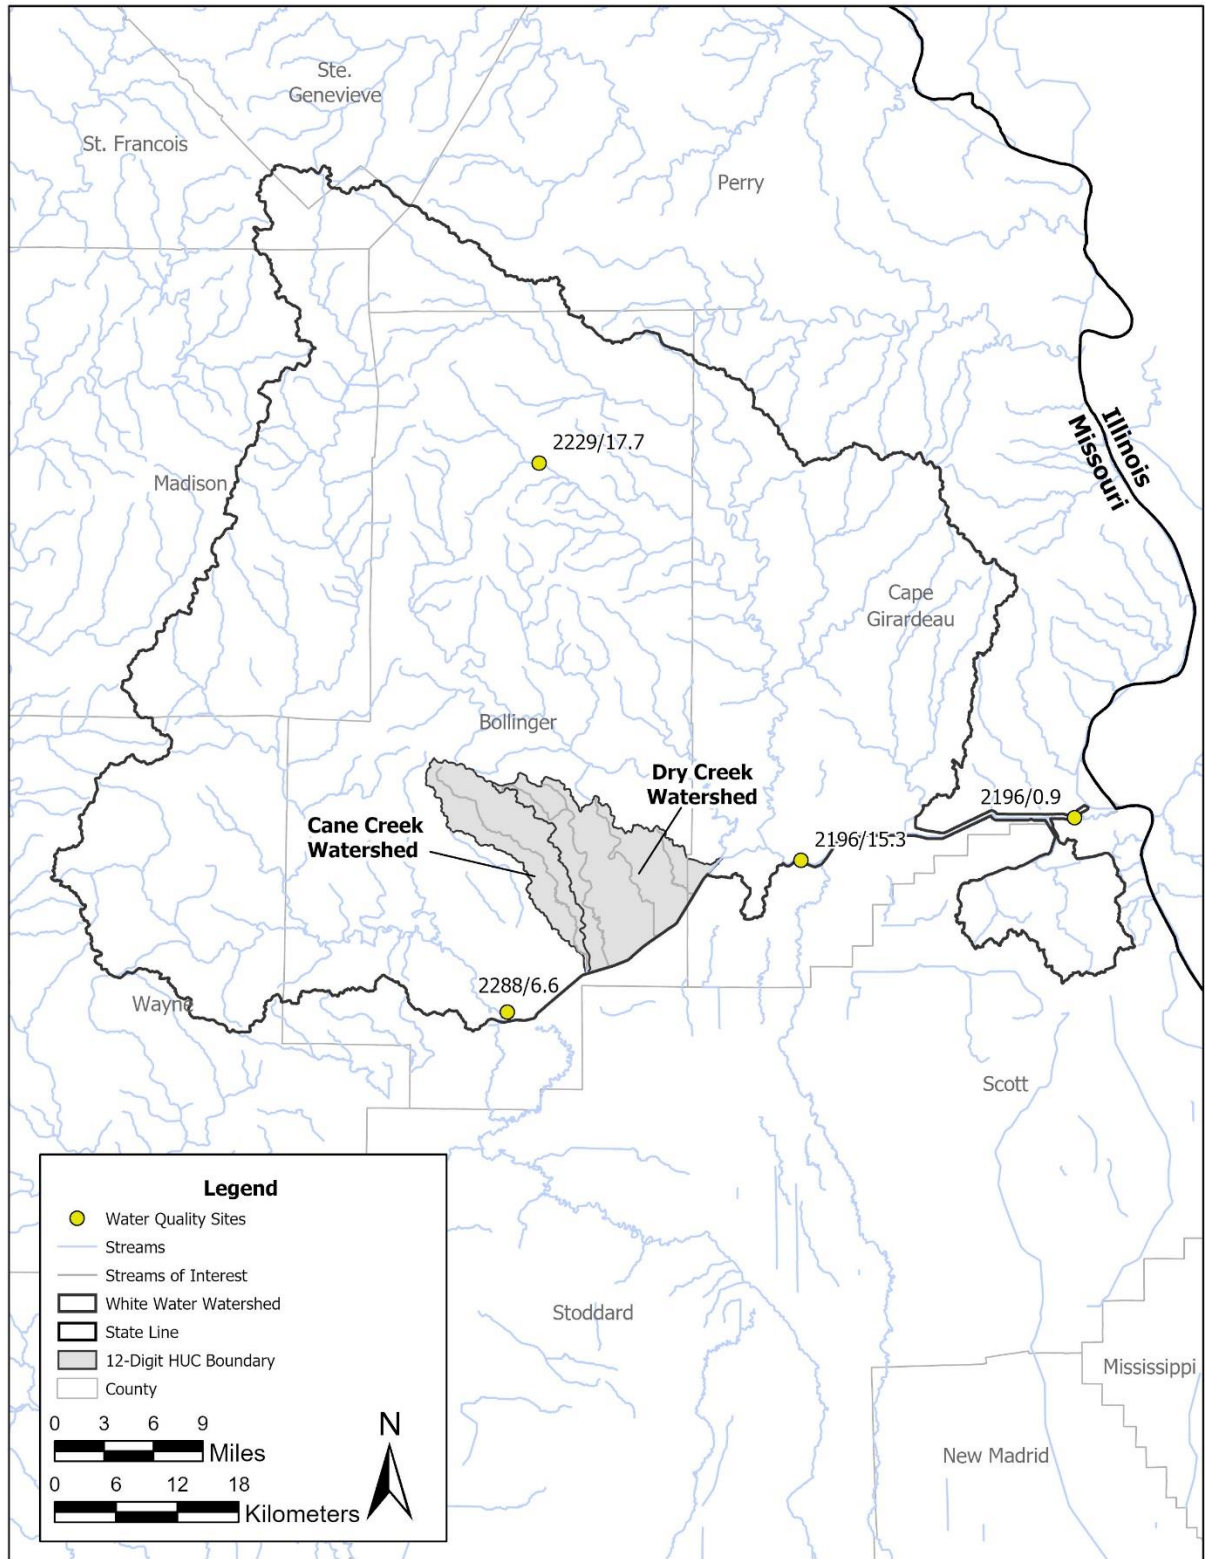 Ste.
Genevieve
St. Francois
Perry
Illinois
Missouri
2229/17.7
Madison
Cape
Girardeau
Bollinger
Dry Creek
Watershed
Cane Creek
Watershed
2196/0.9
2196/15.3
2288/6.6
Wayne
Scott
Stoddard
Mississippi
New Madrid
Legend
Water Quality Sites
Streams
Streams of Interest
White Water Watershed
State Line
12-Digit HUC Boundary
County
0 3 6 9
Miles
0 6 12 18
Kilometers
N